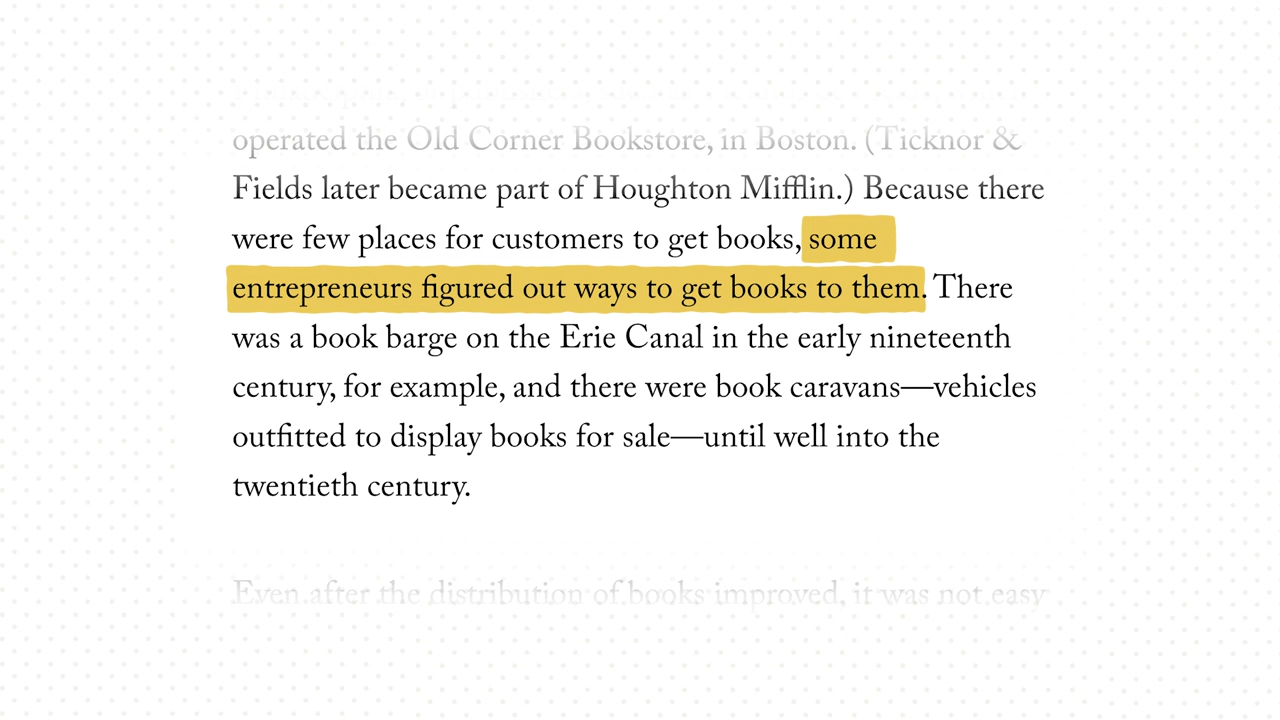 operated the Old Corner Bookstore, in Boston. (Ticknor &
Fields later became part of Houghton Mifflin.) Because there
were few places for customers to get books, some
entrepreneurs figured out ways to get books to them. There
was a book barge on the Erie Canal in the early nineteenth
century, for example, and there were book caravans—vehicles
outfitted to display books for sale—until well into the
twentieth century.
Even after the distribution of books improved, it was not easy